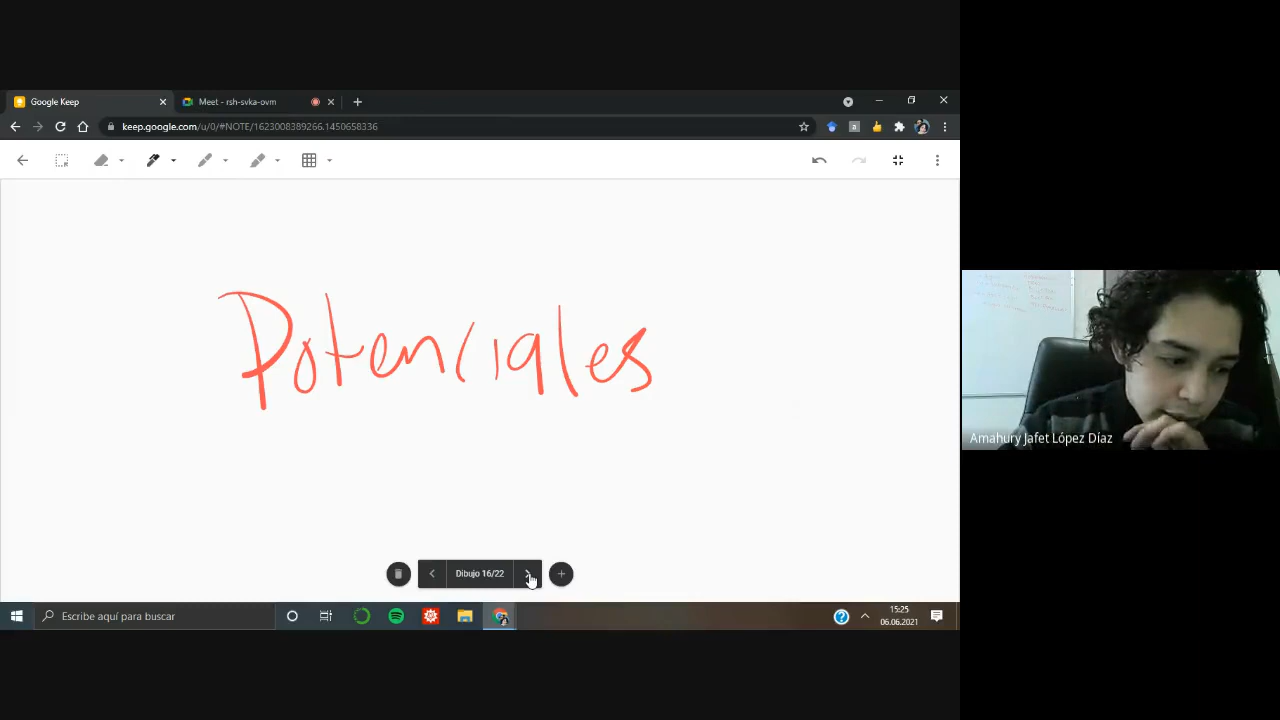 Google Keep
Meet - rsh-svka-ovm
keep.google.com/u/0/#NOTE/1623008389266.1450658336
Potenciales
Amahury Jafet López Díaz
Dibujo 16/22
Escribe aquí para buscar
15:25
06.06.2021